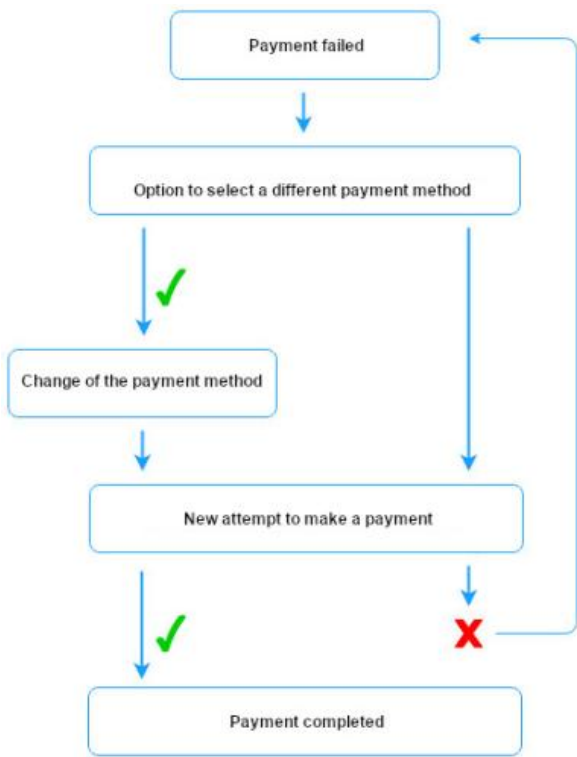 Payment failed
Option to select a different payment method
Change of the payment method
New attempt to make a payment
X
Payment completed